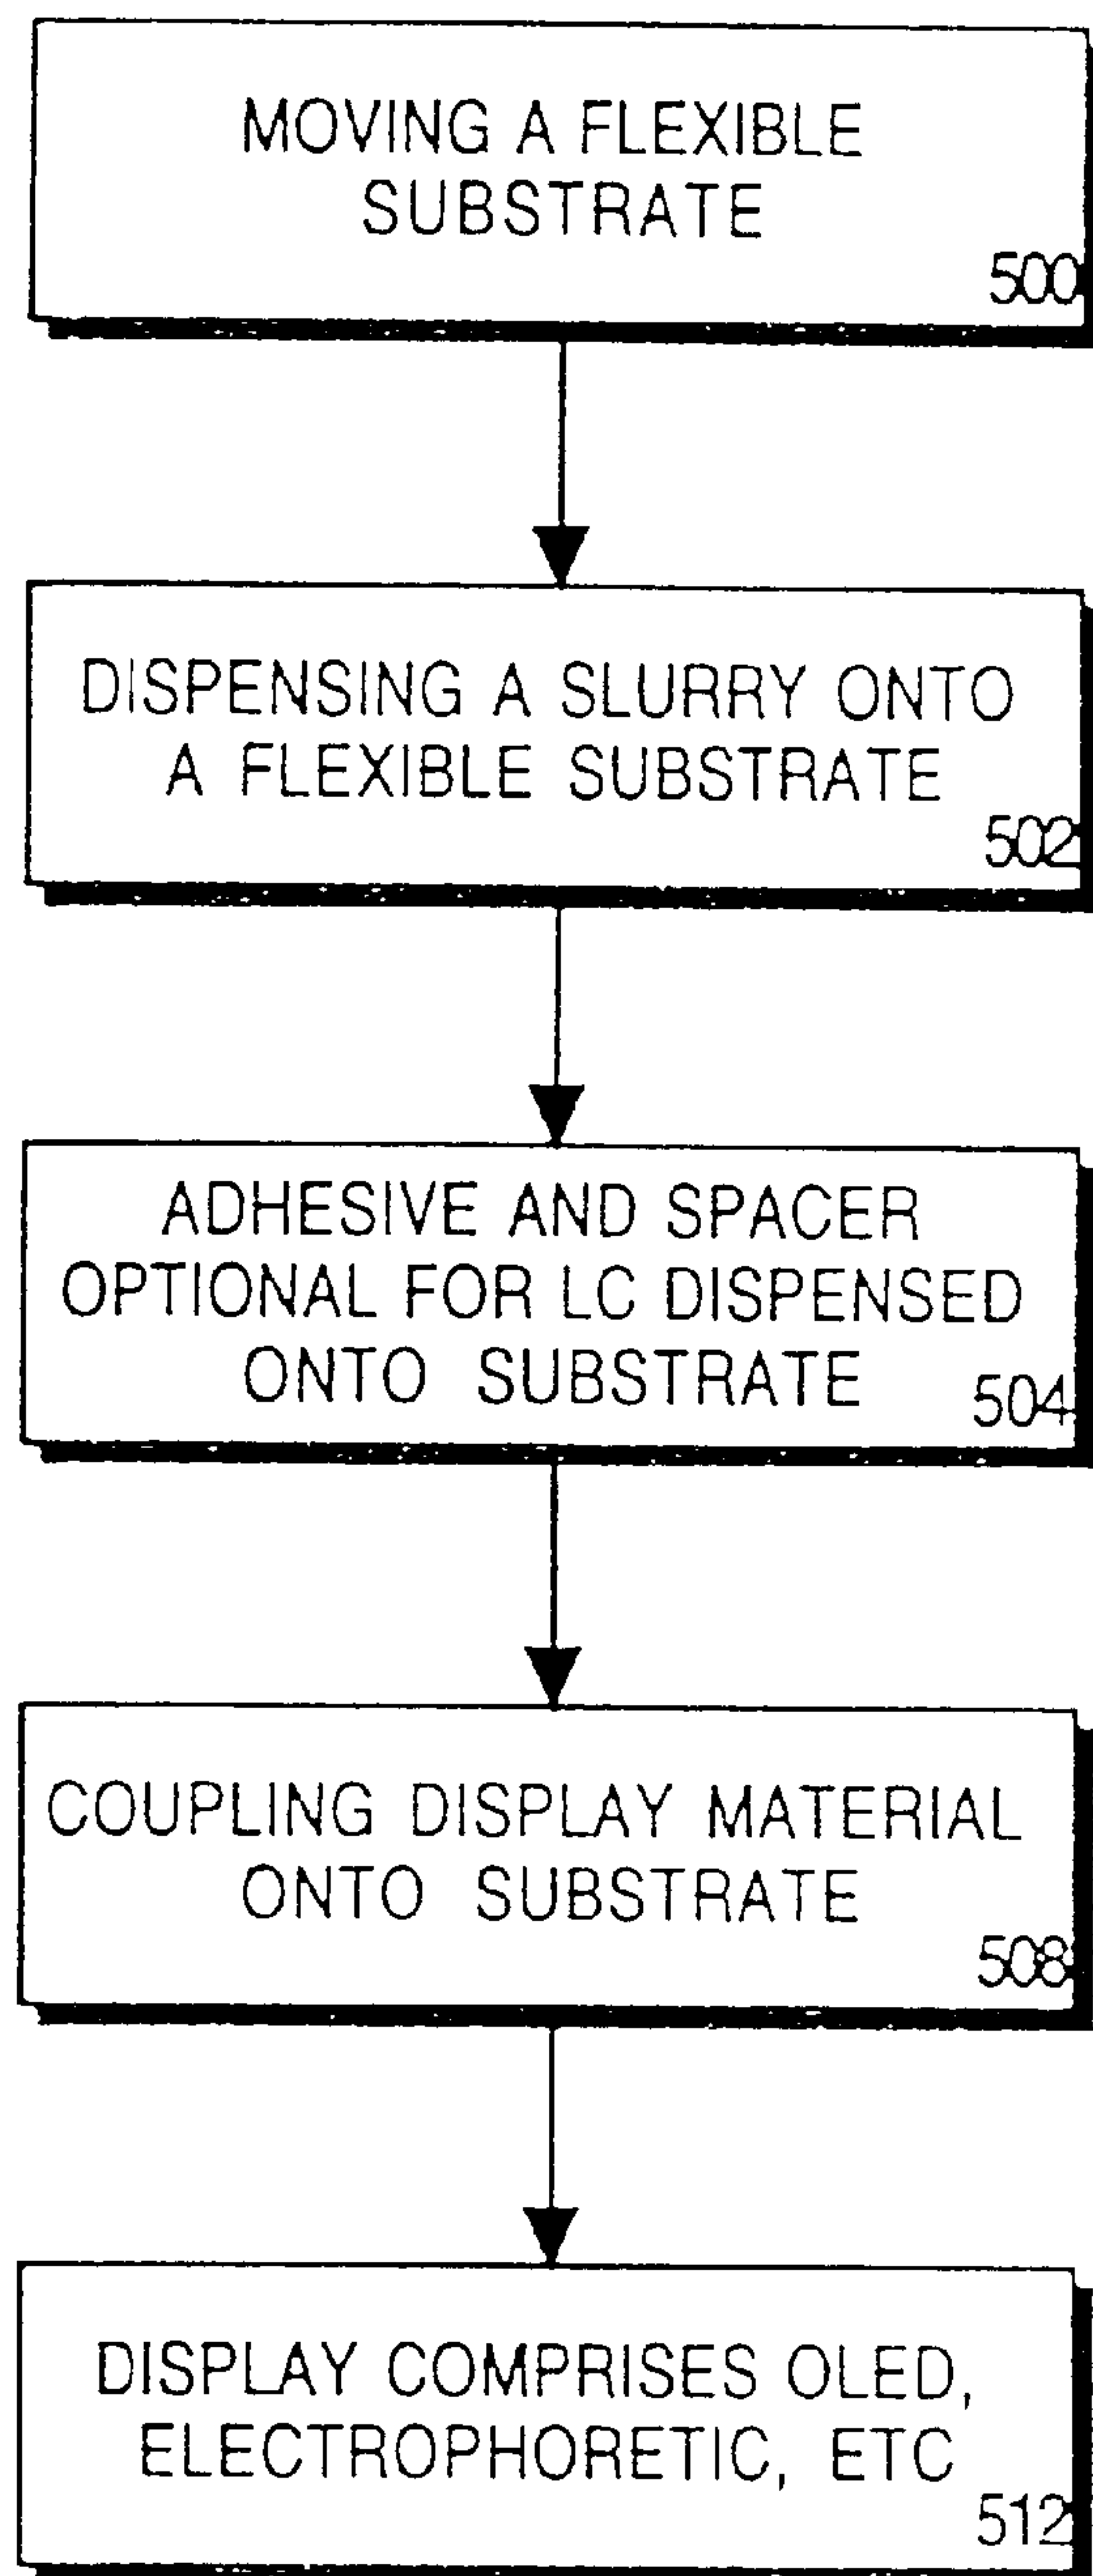 MOVING A FLEXIBLE
SUBSTRATE
500
DISPENSING A SLURRY ONTO
A FLEXIBLE SUBSTRATE
502
ADHESIVE AND SPACER
OPTIONAL FOR LC DISPENSED
ONTO SUBSTRATE
504
COUPLING DISPLAY MATERIAL
ONTO SUBSTRATE
508
DISPLAY COMPRISES OLED,
ELECTROPHORETIC, ETC
512